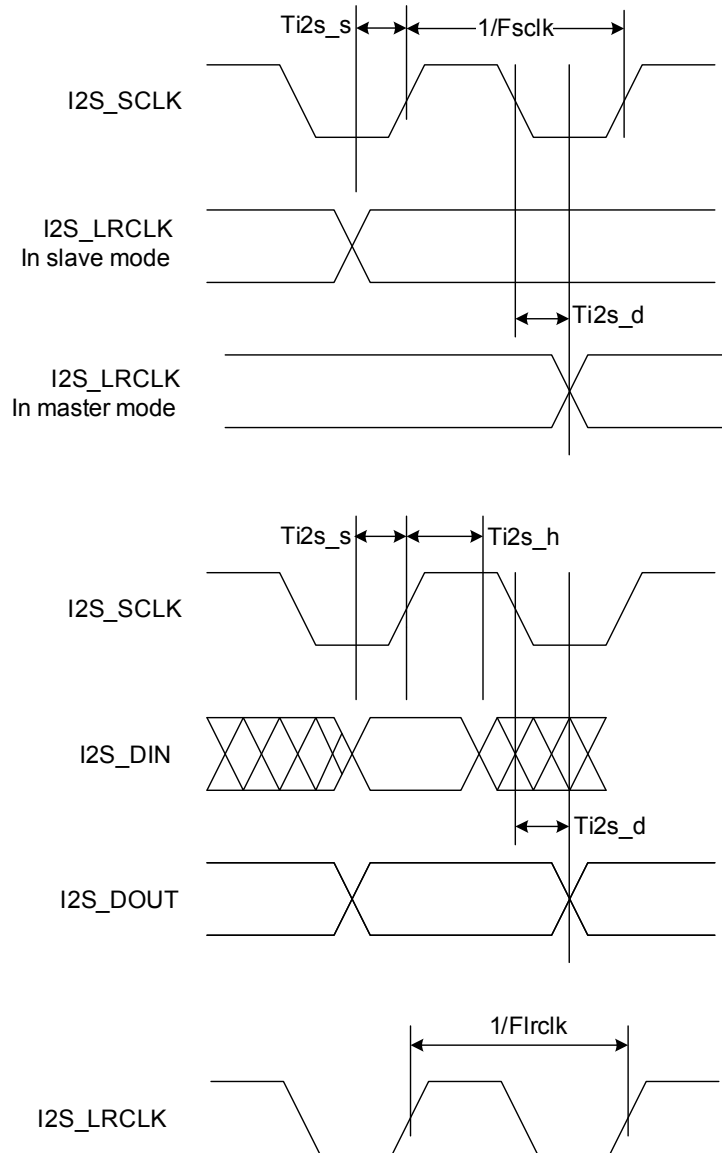 Ti2s_s
1/Fsclk
I2S_SCLK
I2S_LRCLK
In slave mode
Ti2s_d
I2S_LRCLK
In master mode
Ti2s_s
Ti2s_h
I2S_SCLK
I2S_DIN
Ti2s_d
I2S_DOUT
1/Flrclk
I2S_LRCLK